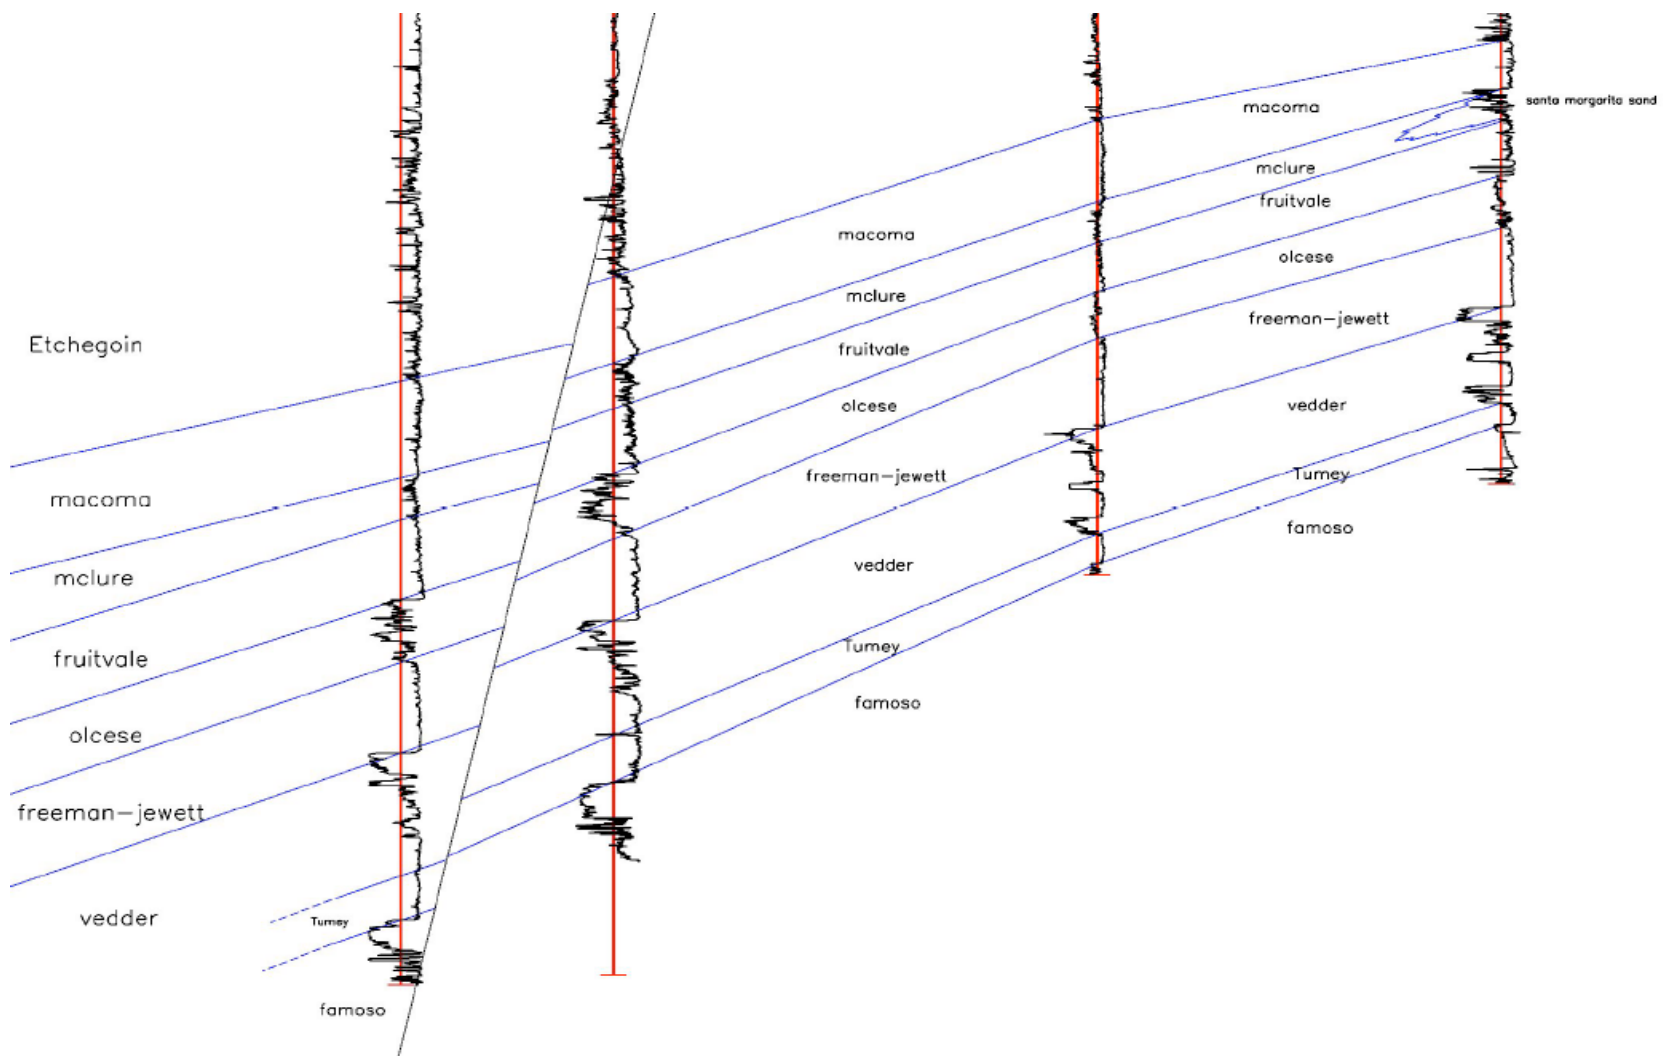 macoma
santa margarita sand
mclure
fruitvale
macoma
olcese
mclure
freeman-jewett
Etchegoin
fruitvale
olcese
vedder
freeman-jewett
Tumey
macoma
famoso
vedder
mclure
Tumey
fruitvale
famoso
olcese
freeman-jewett
vedder
Tumey
famoso